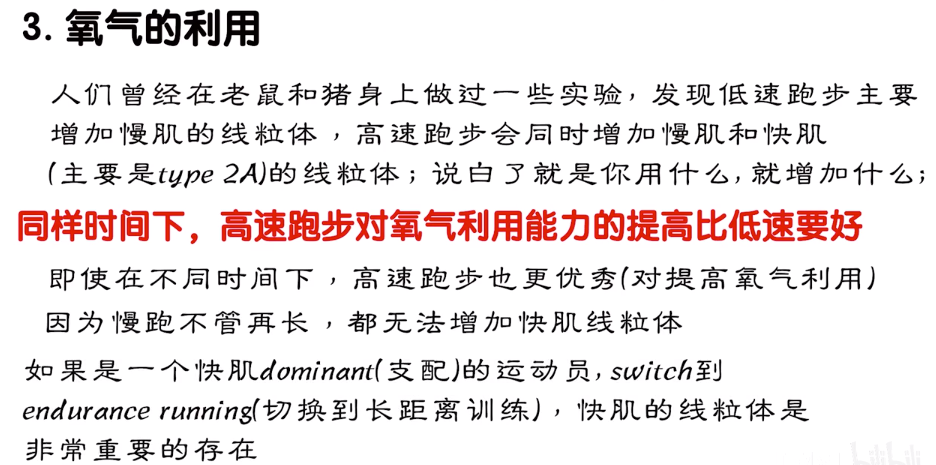 3. 氧气的利用
人们曾经在老鼠和猪身上做过一些实验，发现低速跑步主要
增加慢肌的线粒体，高速跑步会同时增加慢肌和快肌
(主要是type 2A)的线粒体；说白了就是你用什么,就增加什么；
同样时间下，高速跑步对氧气利用能力的提高比低速要好
即使在不同时间下，高速跑步也更优秀(对提高氧气利用)
因为慢跑不管再长，都无法增加快肌线粒体
如果是一个快肌dominant(支配)的运动员,switch到
endurance running(切换到长距离训练)，快肌的线粒体是
非常重要的存在
bilibili